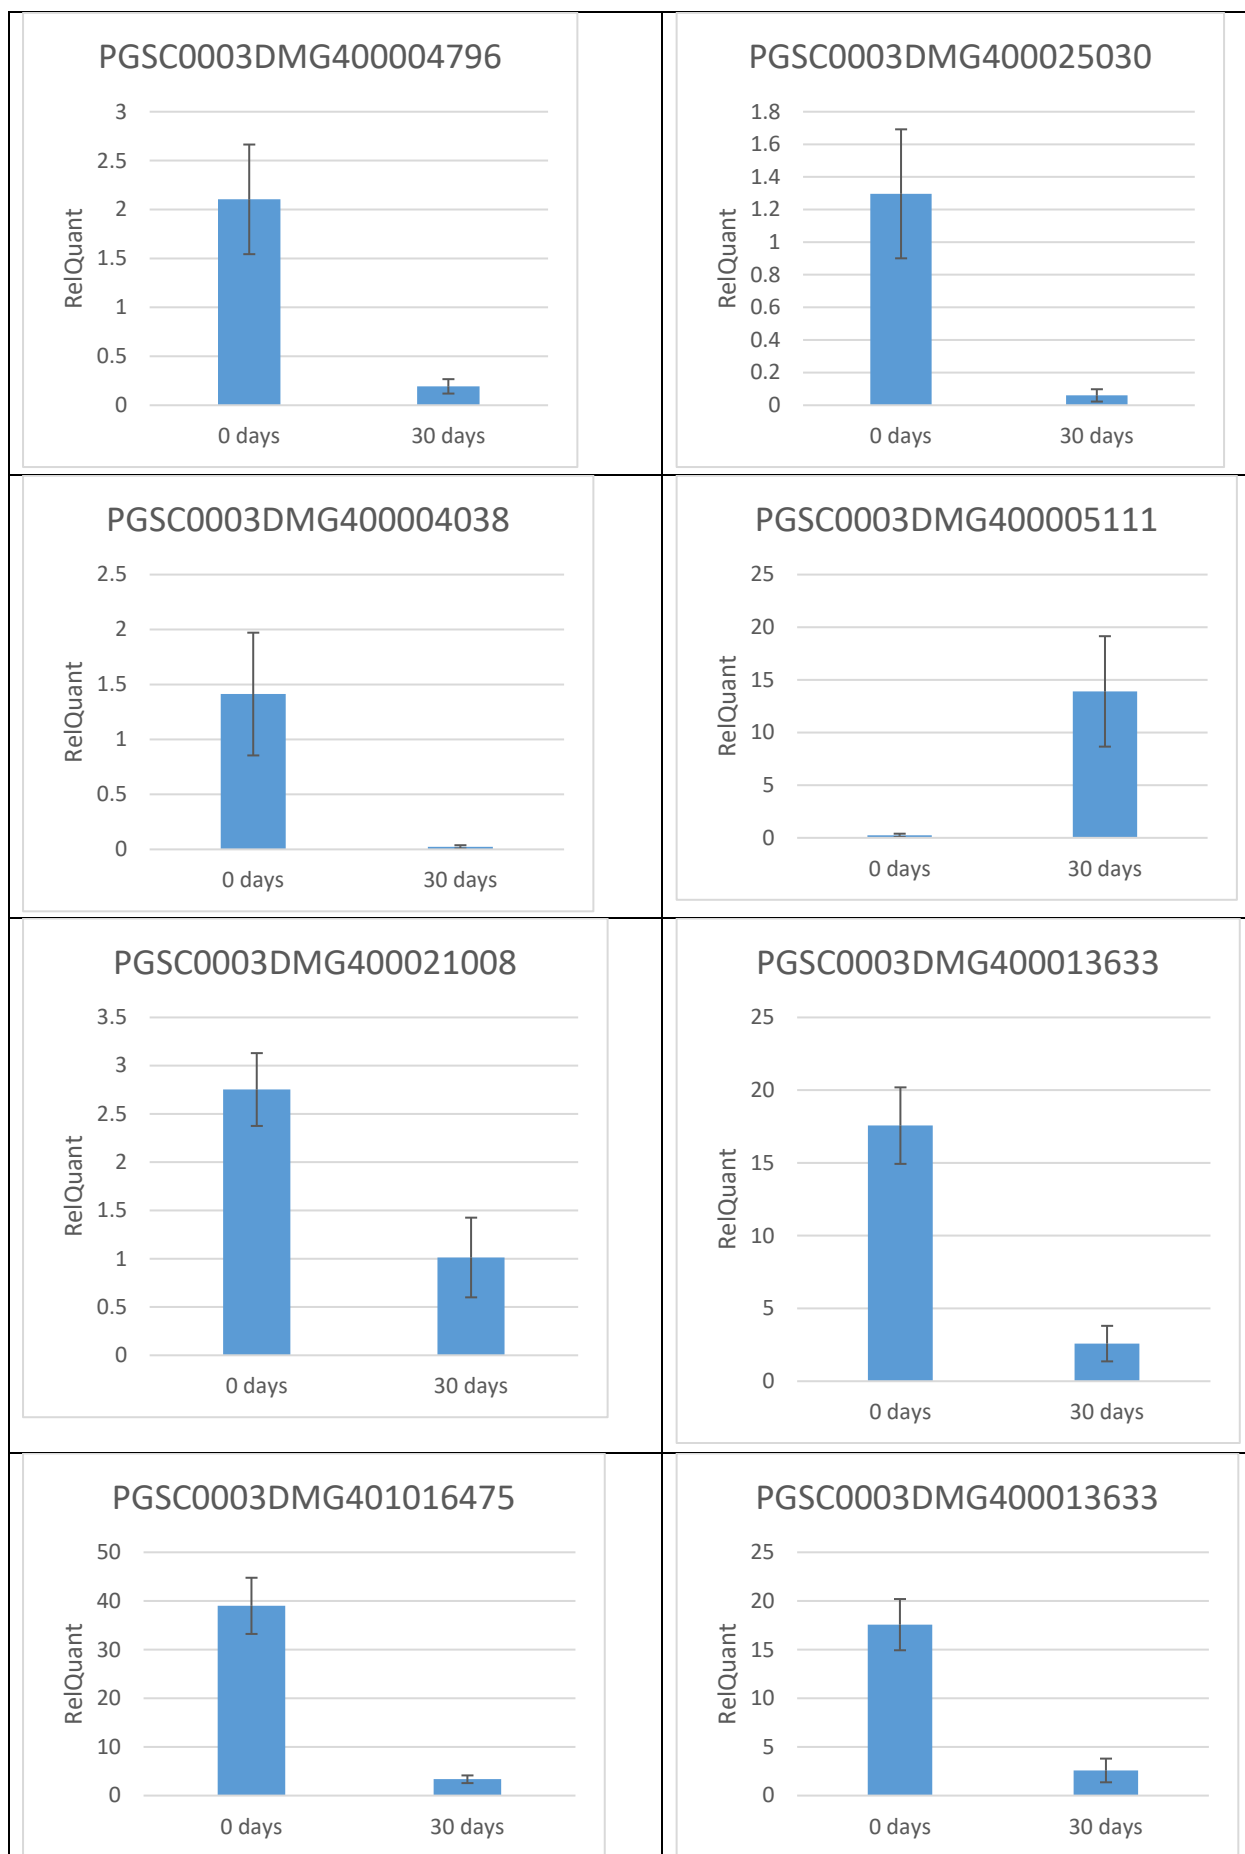 PGSC0003DMG400004796
3
2.5
2
1.5
1
0.5
0
RelQuant
0 days 30 days
PGSC0003DMG400025030
1.8
1.6
1.4
1.2
1
0.8
0.6
0.4
0.2
0
RelQuant
0 days 30 days
PGSC0003DMG400004038
2.5
2
1.5
1
0.5
0
RelQuant
0 days 30 days
PGSC0003DMG400005111
25
20
15
10
5
0
RelQuant
0 days 30 days
PGSC0003DMG400021008
3.5
3
2.5
2
1.5
1
0.5
0
RelQuant
0 days 30 days
PGSC0003DMG400013633
25
20
15
10
5
0
RelQuant
0 days 30 days
PGSC0003DMG401016475
50
40
30
20
10
0
RelQuant
0 days 30 days
PGSC0003DMG400013633
25
20
15
10
5
0
RelQuant
0 days 30 days